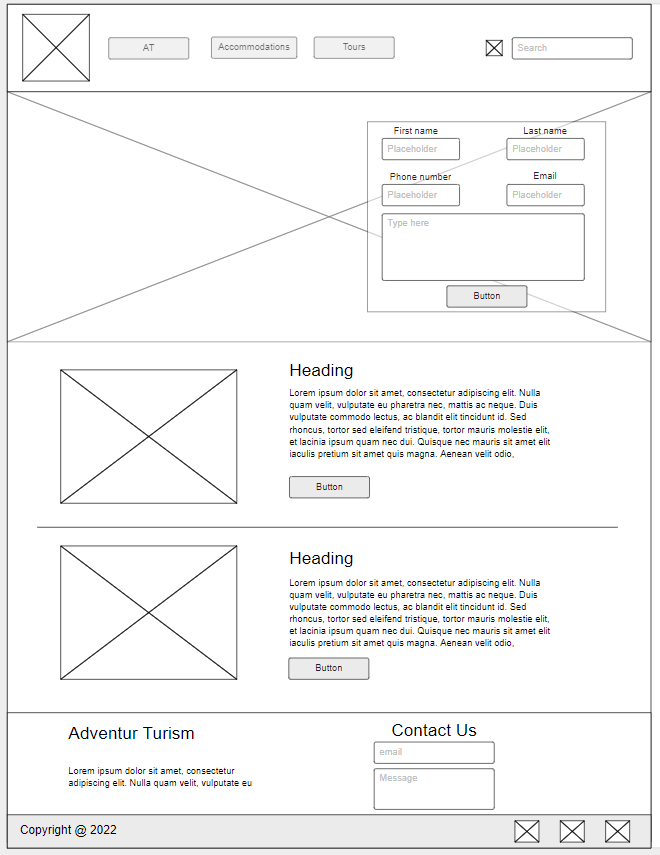 AT
Accommodations
Tours
Search
First name
Last name
Placeholder
Placeholder
Phone number
Email
Placeholder
Placeholder
Type here
Button
Heading
Lorem ipsum dolor sit amet, consectetur adipiscing elit. Nulla
quam velit, vulputate eu pharetra nec, mattis ac neque. Duis
vulputate commodo lectus, ac blandit elit tincidunt id. Sed
rhoncus, tortor sed eleifend tristique, tortor mauris molestie elit,
et lacinia ipsum quam nec dui. Quisque nec mauris sit amet elit
iaculis pretium sit amet quis magna. Aenean velit odio,
Button
Heading
Lorem ipsum dolor sit amet, consectetur adipiscing elit. Nulla
quam velit, vulputate eu pharetra nec, mattis ac neque. Duis
vulputate commodo lectus, ac blandit elit tincidunt id. Sed
rhoncus, tortor sed eleifend tristique, tortor mauris molestie elit,
et lacinia ipsum quam nec dui. Quisque nec mauris sit amet elit
iaculis pretium sit amet quis magna. Aenean velit odio,
Button
Adventur Turism
Lorem ipsum dolor sit amet, consectetur
adipiscing elit. Nulla quam velit, vulputate eu
Contact Us
email
Message
Copyright @ 2022